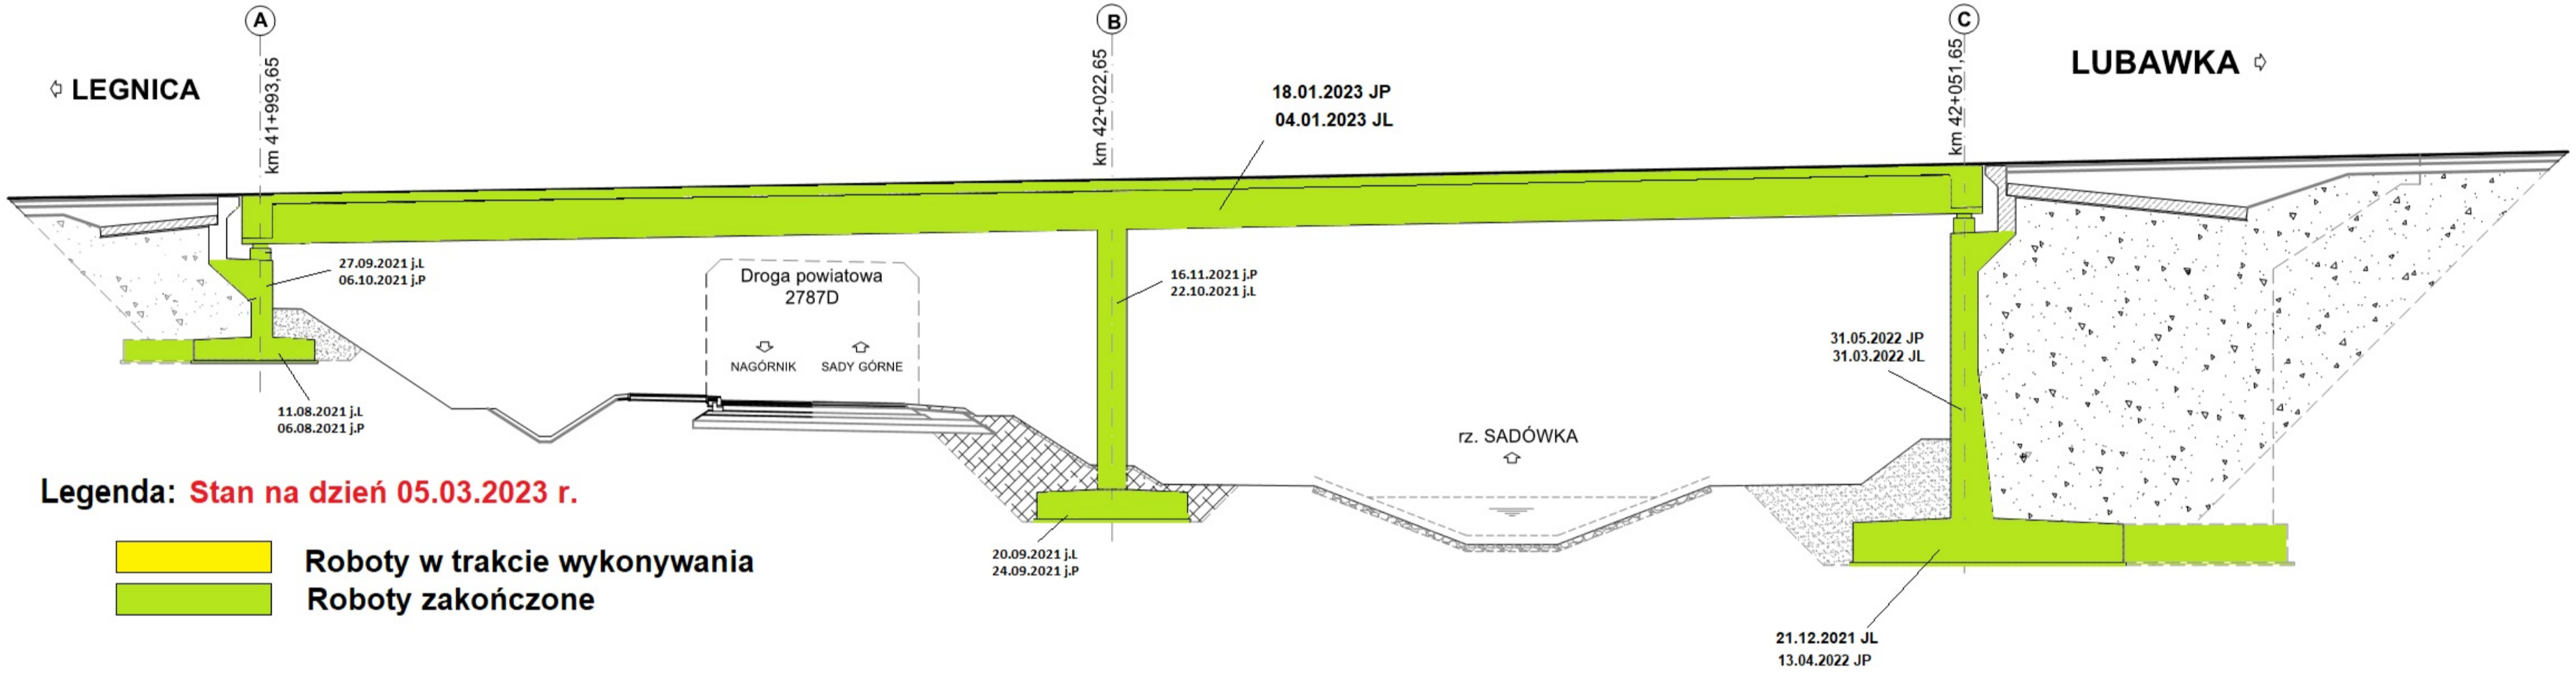 A
B
C
LEGNICA
LUBAWKA
km 41+993,65
km 42+022,65
km 42+051,65
18.01.2023 JP
04.01.2023 JL
27.09.2021 j.L
06.10.2021 j.P
Droga powiatowa
2787D
NAGÓRNIK SADY GÓRNE
16.11.2021 j.P
22.10.2021 j.L
31.05.2022 JP
31.03.2022 JL
11.08.2021 j.L
06.08.2021 j.P
rz. SADÓWKA
Legenda: Stan na dzień 05.03.2023 r.
20.09.2021 j.L
24.09.2021 j.P
Roboty w trakcie wykonywania
Roboty zakończone
21.12.2021 JL
13.04.2022 JP